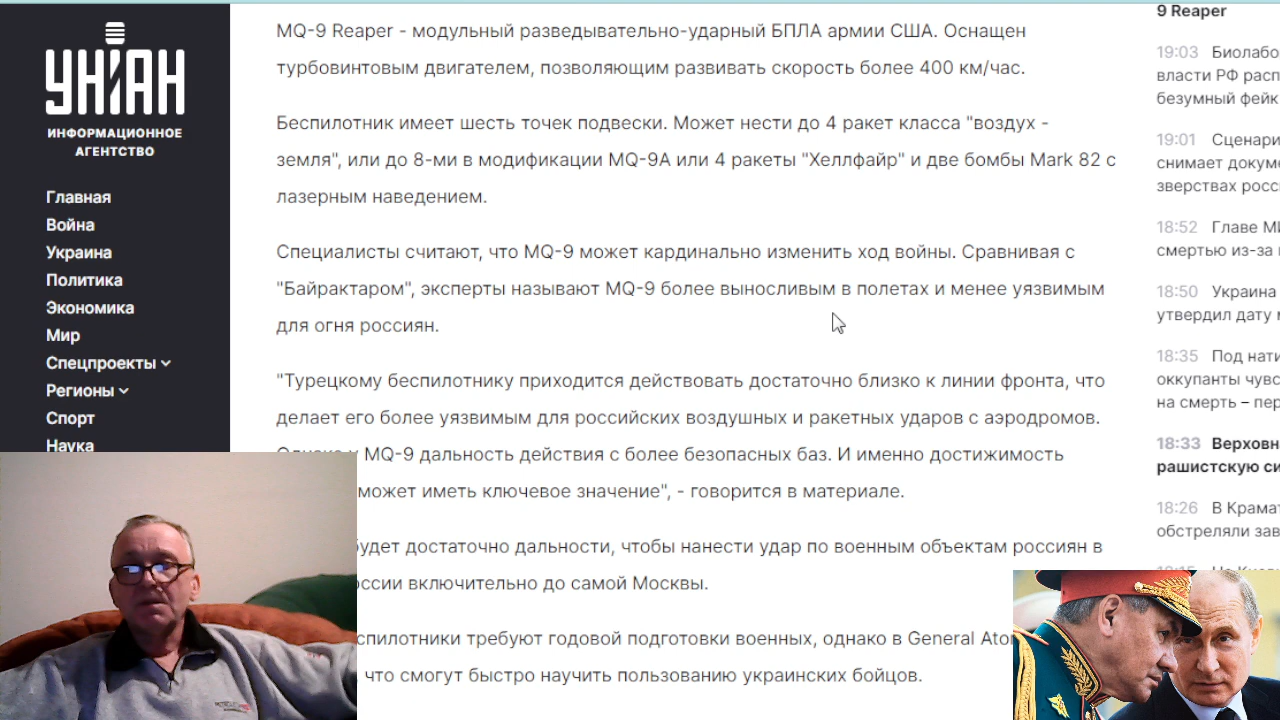 УНІАН
ИНФОРМАЦИОННОЕ
АГЕНТСТВО
Главная
Война
Украина
Политика
Экономика
Мир
Спецпроекты
Регионы
Спорт
Наука
MQ-9 Reaper - модульный разведывательно-ударный БПЛА армии США. Оснащен
турбовинтовым двигателем, позволяющим развивать скорость более 400 км/час.
Беспилотник имеет шесть точек подвески. Может нести до 4 ракет класса "воздух -
земля", или до 8-ми в модификации MQ-9A или 4 ракеты "Хеллфайр" и две бомбы Mark 82 с
лазерным наведением.
Специалисты считают, что MQ-9 может кардинально изменить ход войны. Сравнивая с
"Байрактаром", эксперты называют MQ-9 более выносливым в полетах и менее уязвимым
для огня россиян.
"Турецкому беспилотнику приходится действовать достаточно близко к линии фронта, что
делает его более уязвимым для российских воздушных и ракетных ударов с аэродромов.
MQ-9 дальность действия с более безопасных баз. И именно достижимость
может иметь ключевое значение", - говорится в материале.
будет достаточно дальности, чтобы нанести удар по военным объектам россиян в
ссии включительно до самой Москвы.
спилотники требуют годовой подготовки военных, однако в General Ato
что смогут быстро научить пользованию украинских бойцов.
9 Reaper
19:03 Биолабо
власти РФ расп
безумный фейк
19:01 Сценари
снимает докуме
зверствах росс
18:52 Главе МИ
смертью из-за
18:50 Украина
утвердил дату
18:35 Под нати
оккупанты чувс
на смерть – пер
18:33 Верховн
рашистскую си
18:26 В Крамат
обстреляли зав